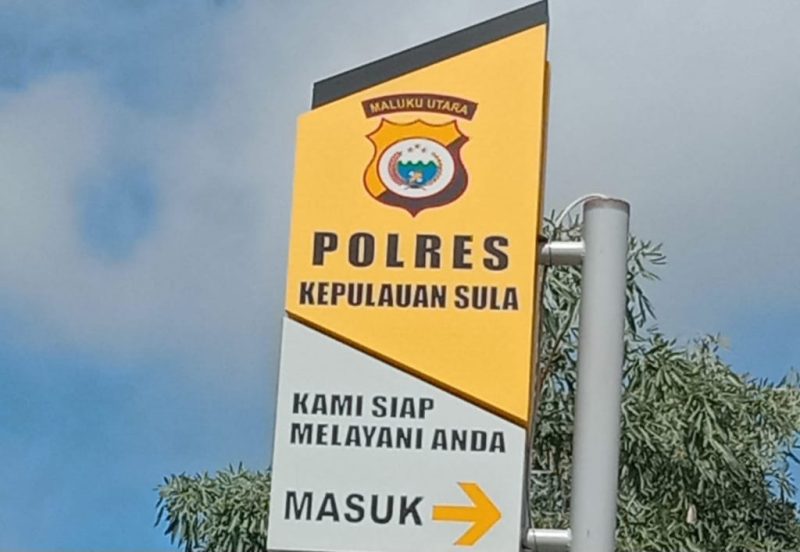 MALUKU UTARA
POLRES
KEPULAUAN SULA
KAMI SIAP
MELAYANI ANDA
MASUK